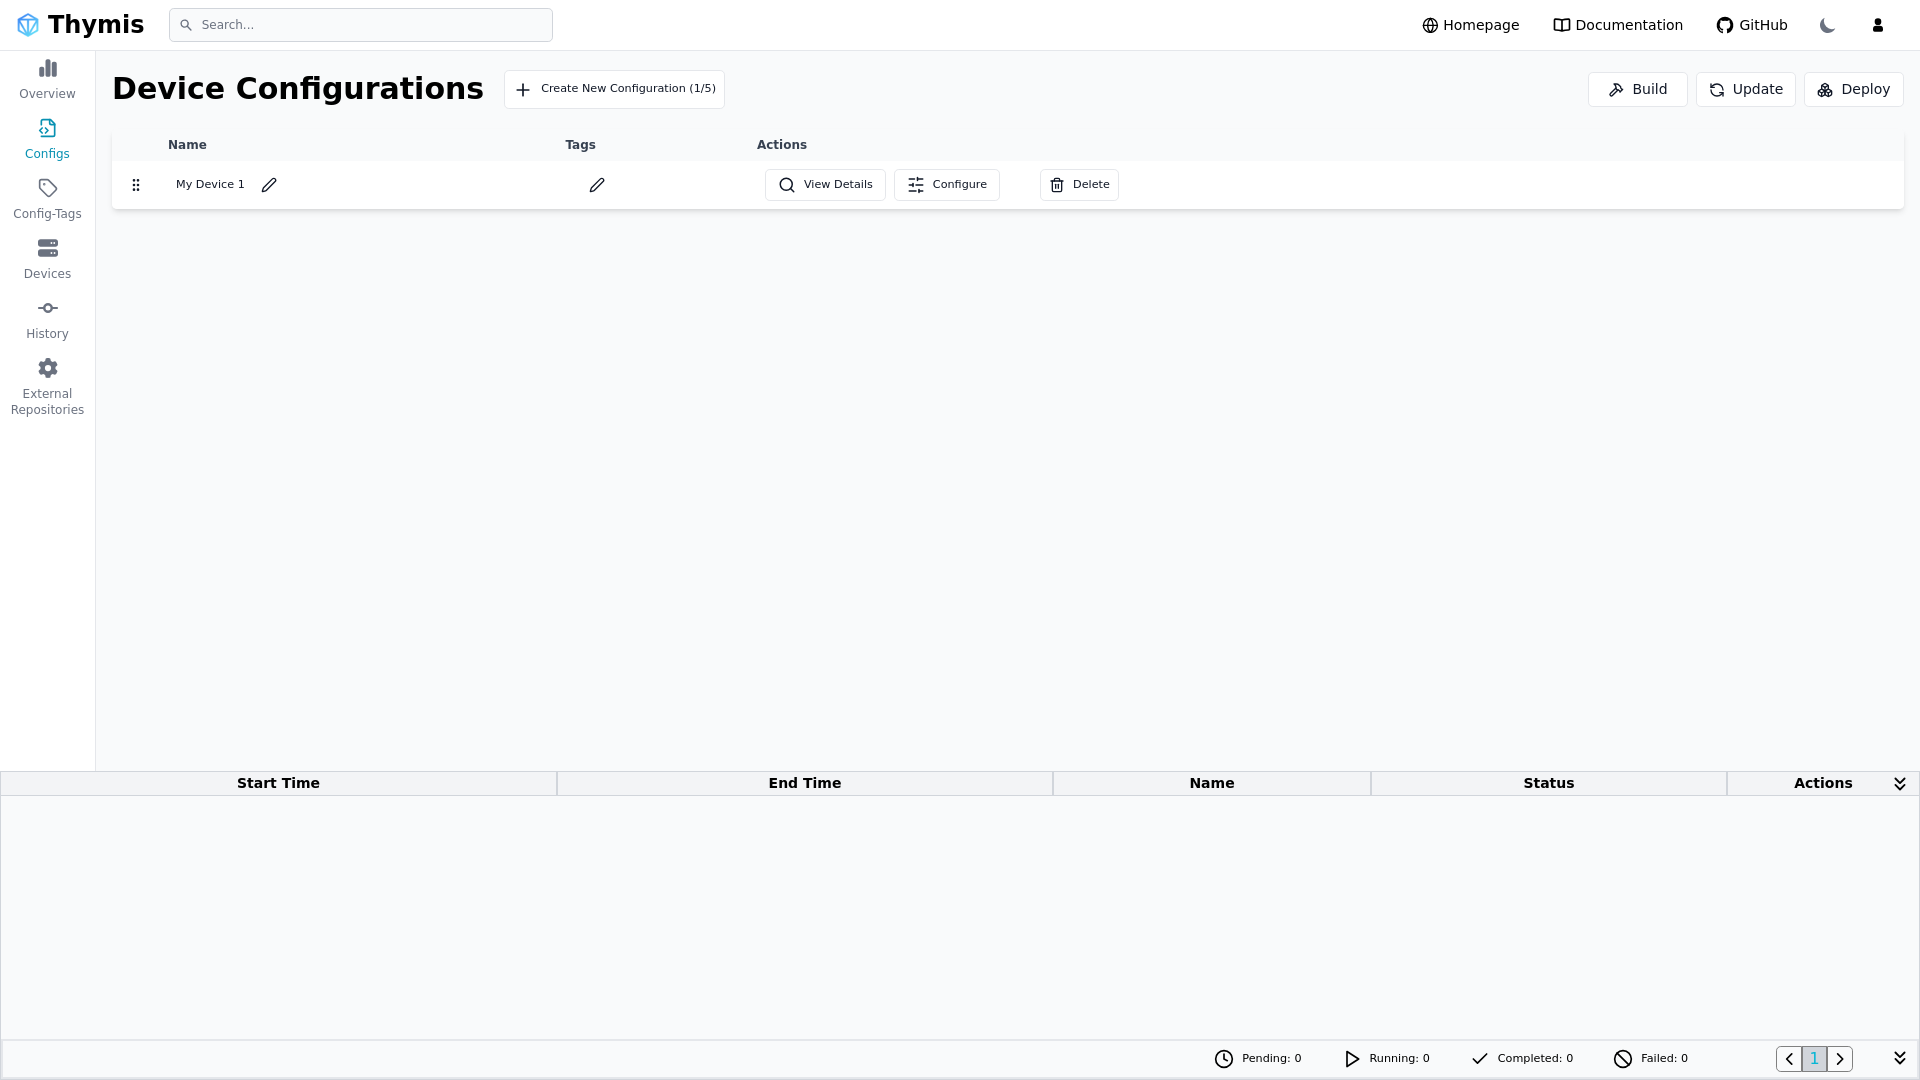 Thymis
Search...
Homepage
Documentation
GitHub
Overview
Configs
Config-Tags
Devices
History
External
Repositories
Device Configurations
Create New Configuration (1/5)
Build
Update
Deploy
Name
Tags
Actions
My Device 1
View Details
Configure
Delete
Start Time
End Time
Name
Status
Actions
Pending: 0
Running: 0
Completed: 0
Failed: 0
1